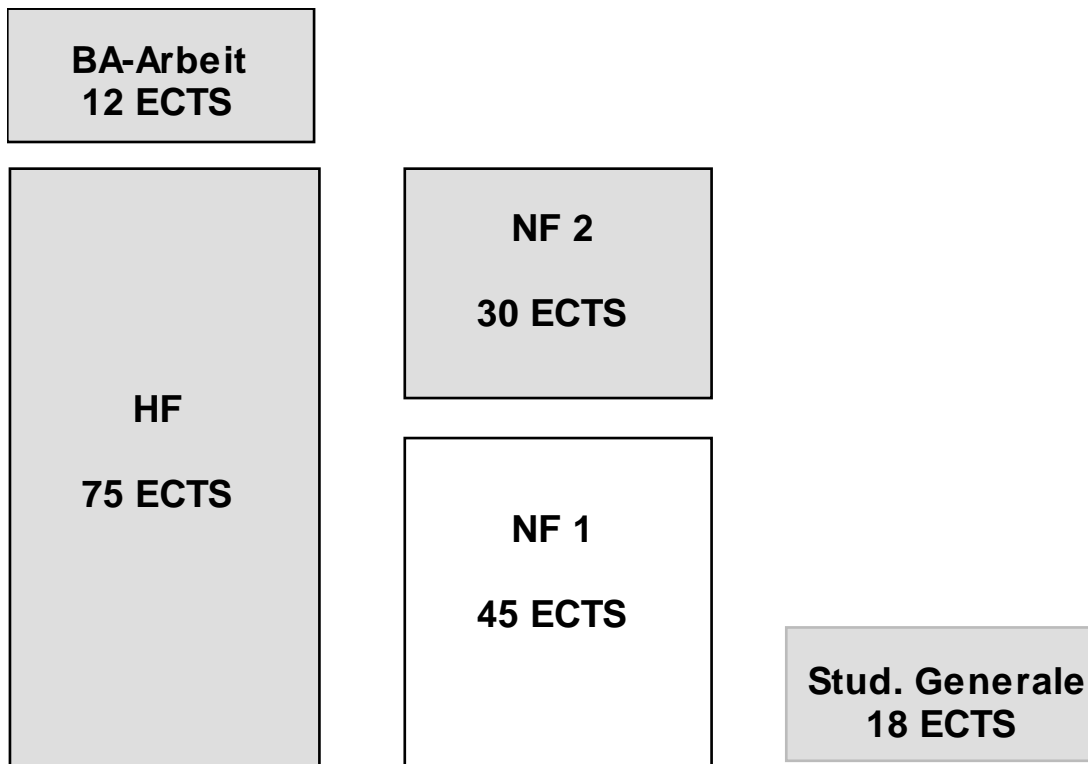 BA-Arbeit
12 ECTS
HF
75 ECTS
NF 2
30 ECTS
NF 1
45 ECTS
Stud. Generale
18 ECTS